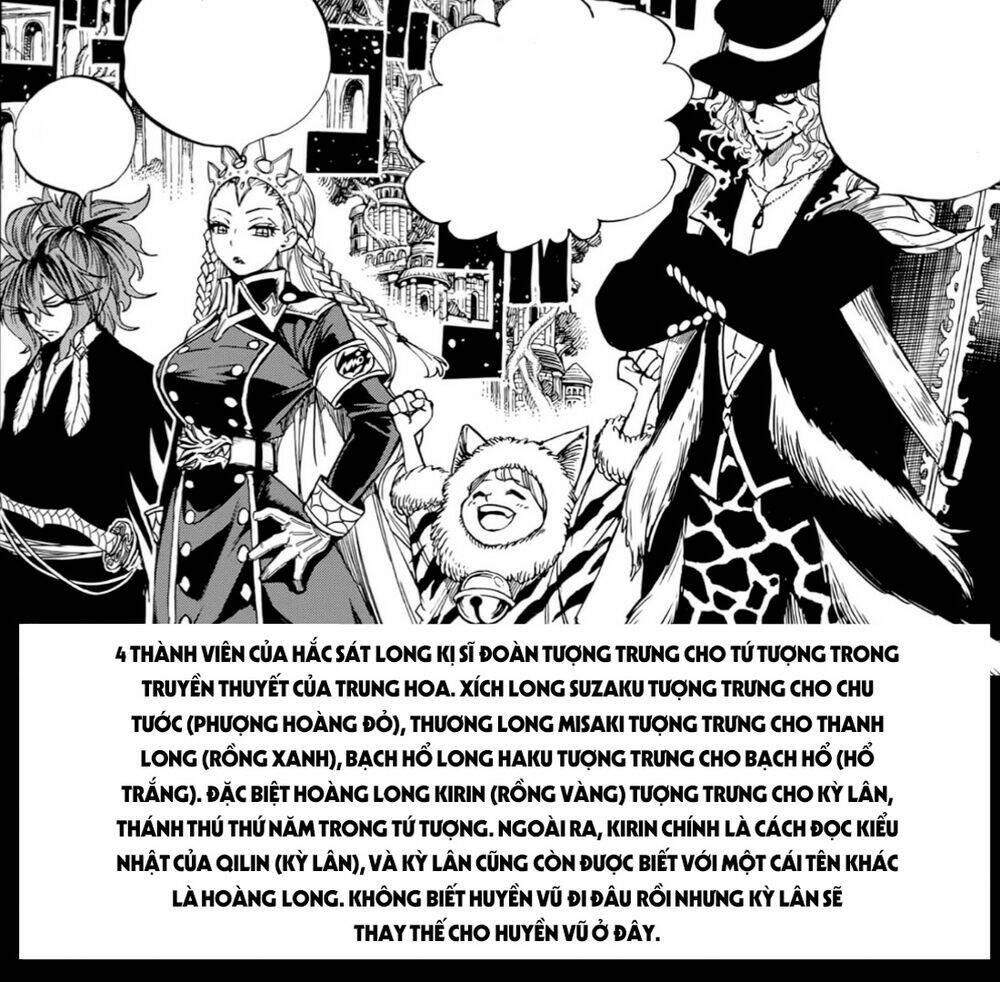 4 THÀNH VIÊN CỦA HẮC SÁT LONG KỊ SĨ ĐOÀN TƯỢNG TRƯNG CHO TỨ TƯỢNG TRONG
TRUYỀN THUYẾT CỦA TRUNG HOA. XÍCH LONG SUZAKU TƯỢNG TRƯNG CHO CHU
TƯỚC (PHƯỢNG HOÀNG ĐỎ), THƯƠNG LONG MISAKI TƯỢNG TRƯNG CHO THANH
LONG (RỒNG XANH), BẠCH HỔ LONG HAKU TƯỢNG TRƯNG CHO BẠCH HỔ (HỔ
TRẮNG). ĐẶC BIỆT HOÀNG LONG KIRIN (RỒNG VÀNG) TƯỢNG TRƯNG CHO KỲ LÂN,
THÁNH THÚ THỨ NĂM TRONG TỨ TƯỢNG. NGOÀI RA, KIRIN CHÍNH LÀ CÁCH ĐỌC KIỂU
NHẬT CỦA QILIN (KỲ LÂN), VÀ KỲ LÂN CŨNG CÒN ĐƯỢC BIẾT VỚI MỘT CÁI TÊN KHÁC
LÀ HOÀNG LONG. KHÔNG BIẾT HUYỀN VŨ ĐI ĐÂU RỒI NHƯNG KỲ LÂN SẼ
THAY THẾ CHO HUYỀN VŨ Ở ĐÂY.